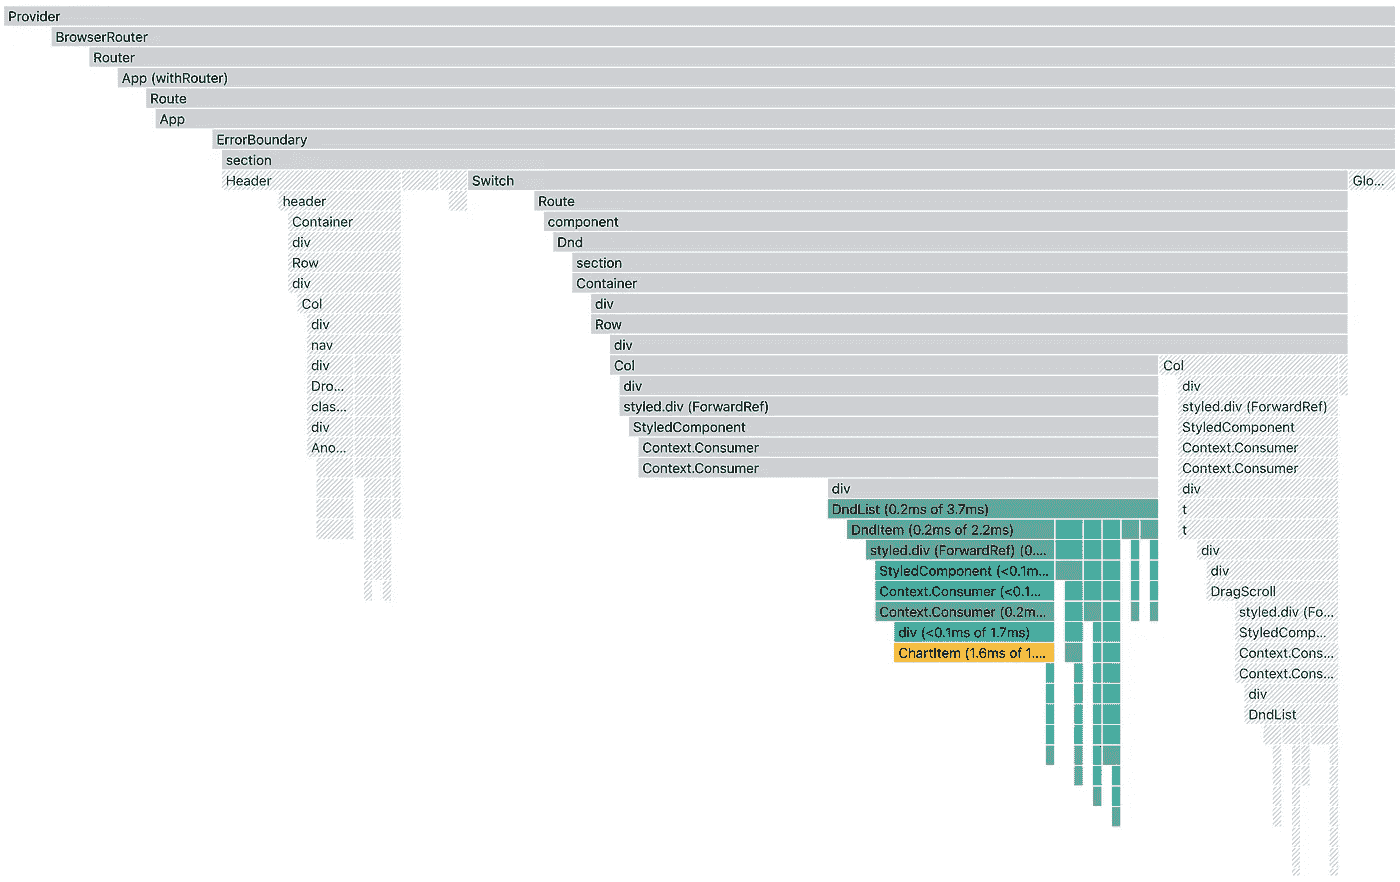 Provider
BrowserRouter
Router
App (withRouter)
Route
App
ErrorBoundary
section
Header Switch Glo...
header Route
Container component
div Dnd
Row section
div Container
Col div
div Row
nav div
div Col Col
Dro... div div
clas... styled.div (ForwardRef) styled.div (ForwardRef)
div StyledComponent StyledComponent
Ano... Context.Consumer Context.Consumer
Context.Consumer Context.Consumer
div div
DndList (0.2ms of 3.7ms) t
DndItem (0.2ms of 2.2ms) t
styled.div (ForwardRef) (0.... div
StyledComponent (<0.1m... div
Context.Consumer (<0.1... DragScroll
Context.Consumer (0.2m... styled.div (Fo...
div (<0.1ms of 1.7ms) StyledComp...
ChartItem (1.6ms of 1.... Context.Cons...
Context.Cons...
div
DndList